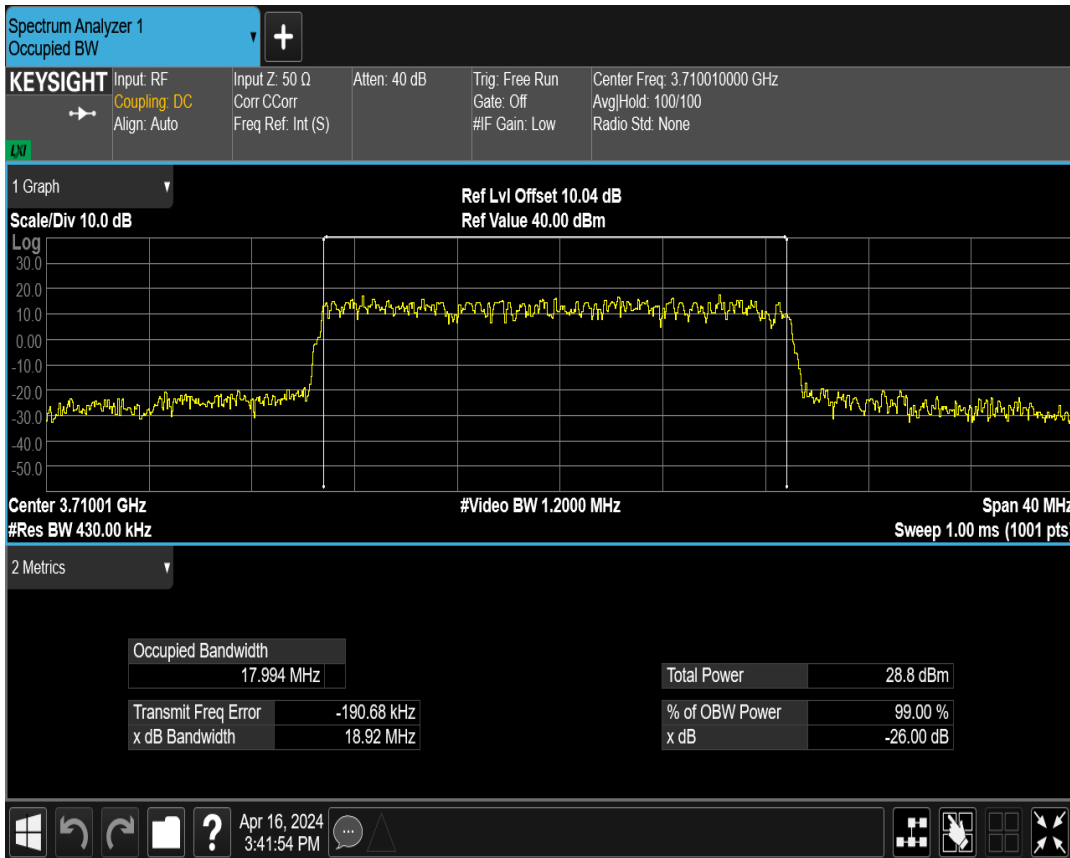 Spectrum Analyzer 1
Occupied BW
+
KEYSIGHT
LXI
Input: RF
Coupling: DC
Align: Auto
Input Z: 50 Ω
Corr CCorr
Freq Ref: Int (S)
Atten: 40 dB
Trig: Free Run
Gate: Off
#IF Gain: Low
Center Freq: 3.710010000 GHz
Avg|Hold: 100/100
Radio Std: None
1 Graph
Scale/Div 10.0 dB
Ref Lvl Offset 10.04 dB
Ref Value 40.00 dBm
Log
30.0
20.0
10.0
0.00
-10.0
-20.0
-30.0
-40.0
-50.0
Center 3.71001 GHz
#Video BW 1.2000 MHz
Span 40 MHz
#Res BW 430.00 kHz
Sweep 1.00 ms (1001 pts)
2 Metrics
Occupied Bandwidth
17.994 MHz
Transmit Freq Error -190.68 kHz
x dB Bandwidth 18.92 MHz
Total Power 28.8 dBm
% of OBW Power 99.00 %
x dB -26.00 dB
?
Apr 16, 2024
3:41:54 PM